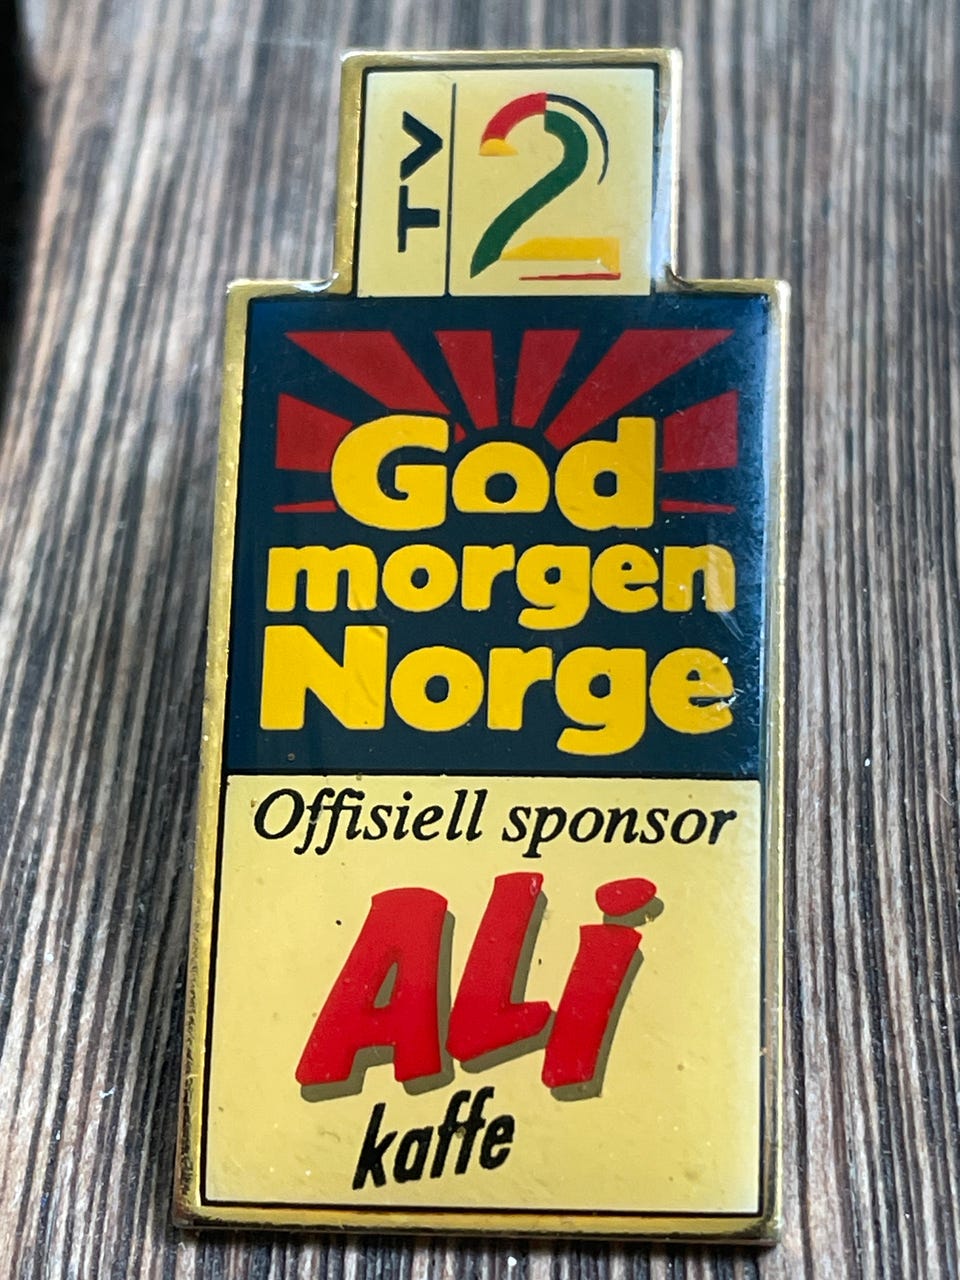 TV 2
God
morgen
Norge
Offisiell sponsor
ALi
kaffe